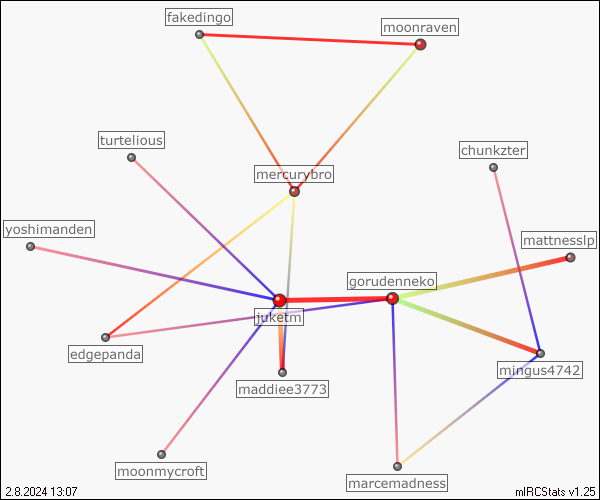 fakedingo
moonraven
turtelious
chunkzter
mercurybro
yoshimanden
mattnesslp
gorudenneko
juketm
edgepanda
mingus4742
maddiee3773
moonmycroft
marcemadness
2.8.2024 13:07
mIRCStats v1.25